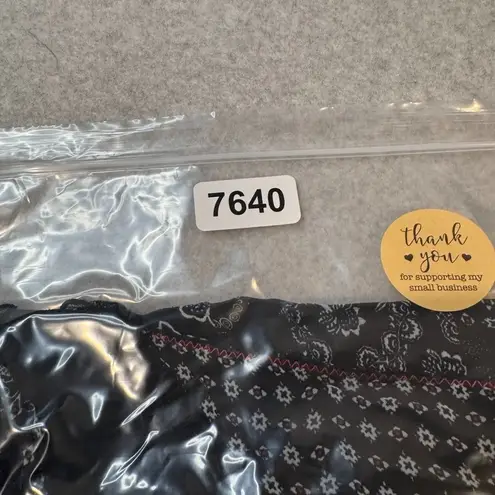 7640
thank
you
for supporting my
small business